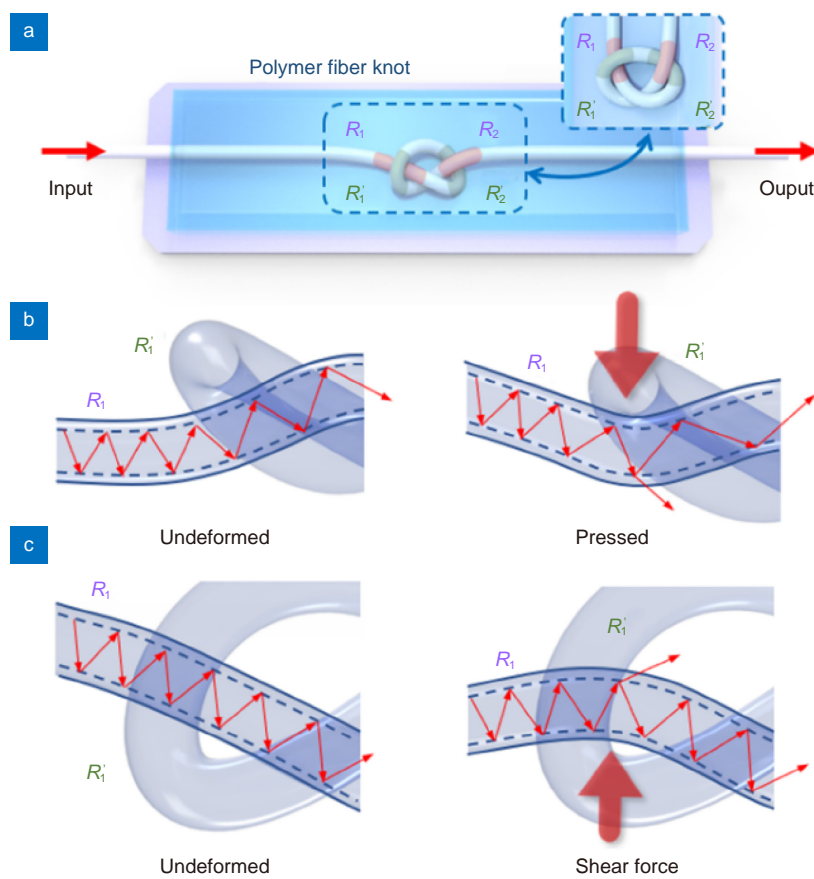 a
Polymer fiber knot
R₁ R₂
R₁' R₂'
R₁ R₂
R₁' R₂'
Input
Ouput
b
R₁'
R₁
Undeformed
R₁'
R₁
Pressed
c
R₁
R₁'
Undeformed
R₁'
R₁
Shear force